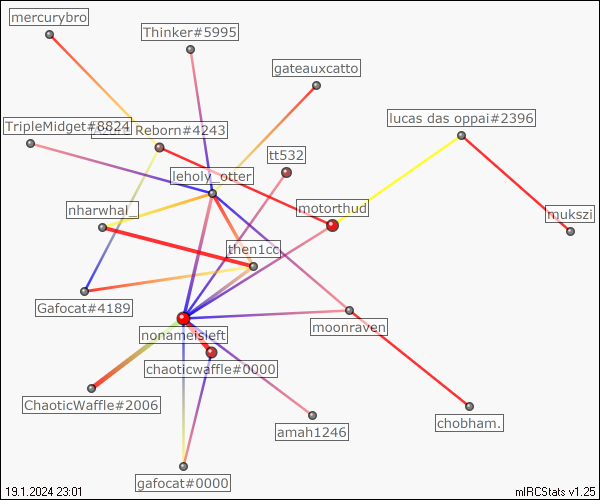 mercurybro
Thinker#5995
gateauxcatto
lucas das oppai#2396
TripleMidget#8824
Reborn#4243
tt532
leholy_otter
nharwhal_
motorthud
mukszi
then1cc
Gafocat#4189
moonraven
nonameisleft
chaoticwaffle#0000
ChaoticWaffle#2006
amah1246
chobham.
gafocat#0000
19.1.2024 23:01
mIRCStats v1.25